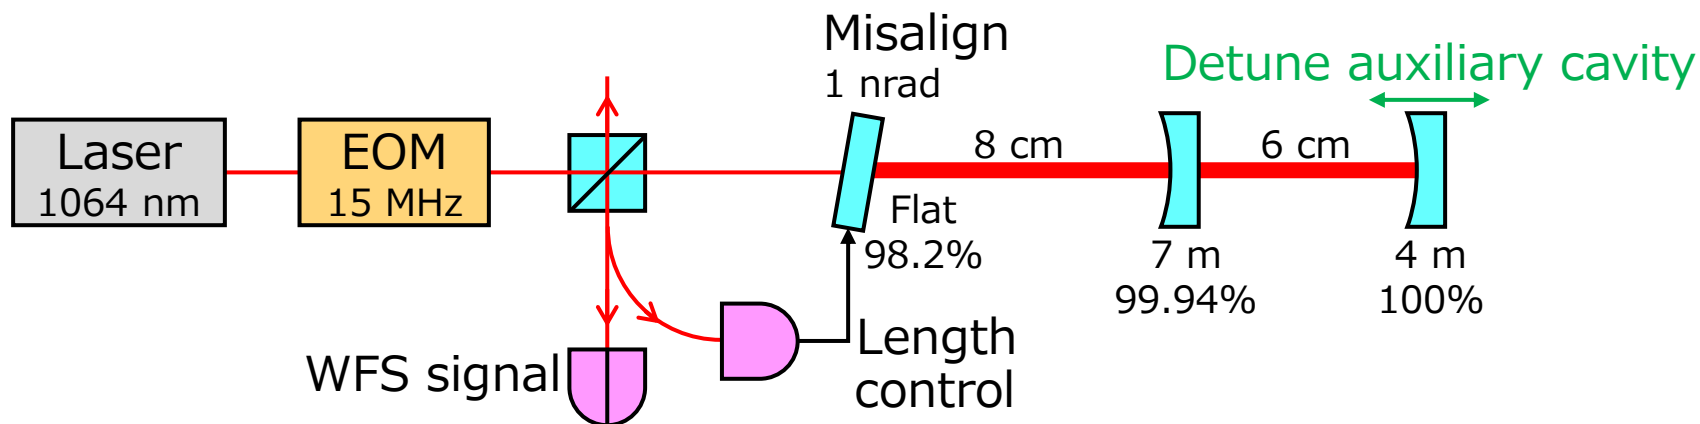 Laser
1064 nm
EOM
15 MHz
Misalign
1 nrad
Flat
98.2%
8 cm
7 m
99.94%
6 cm
4 m
100%
Detune auxiliary cavity
WFS signal
Length
control